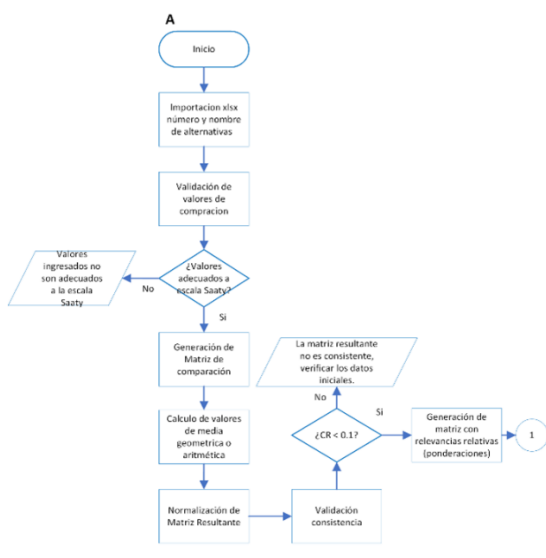 A
Inicio
Importacion xlsx
número y nombre
de alternativas
Validación de
valores de
compracion
¿Valores
adecuados a
escala Saaty?
No
Valores
ingresados no
son adecuados
a la escala
Saaty
Si
Generación de
Matriz de
comparación
Calculo de valores
de media
geometrica o
aritmética
Normalización de
Matriz Resultante
Validación
consistencia
¿CR < 0.1?
No
La matriz resultante
no es consistente,
verificar los datos
iniciales.
Si
Generación de
matriz con
relevancias relativas
(ponderaciones)
1